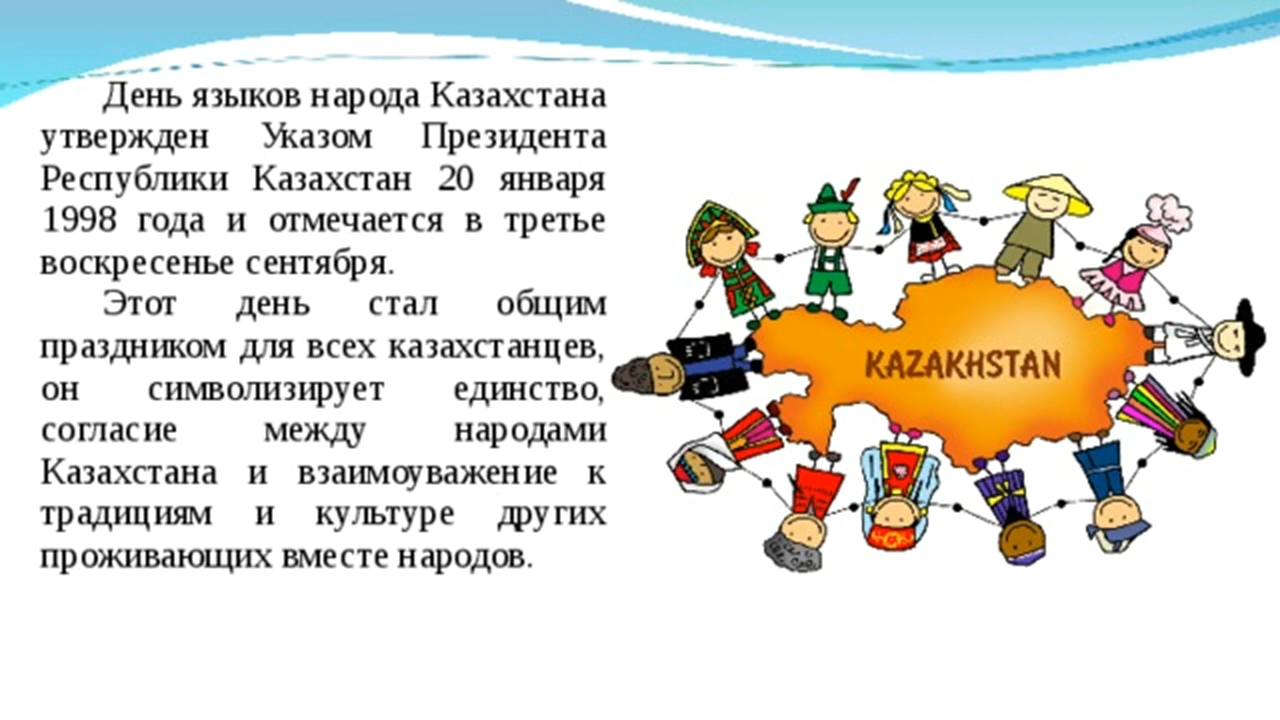 День языков народа Казахстана
утвержден Указом Президента
Республики Казахстан 20 января
1998 года и отмечается в третье
воскресенье сентября.
Этот день стал общим
праздником для всех казахстанцев,
он символизирует единство,
согласие между народами
Казахстана и взаимоуважение к
традициям и культуре других
проживающих вместе народов.
KAZAKHSTAN